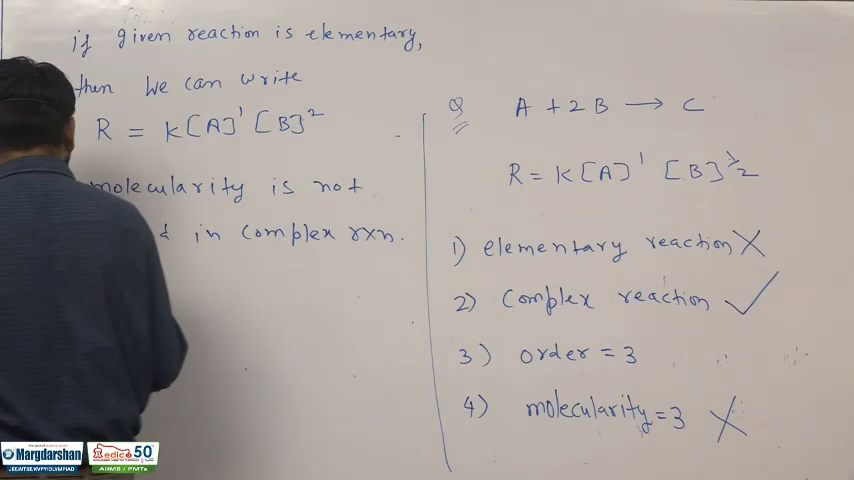 if given reaction is elementary,
then we can write
R = K[A]¹ [B]²
molecularity is not
in complex rxn.
Q A + 2B → C
R = K[A]¹ [B]^½
1) elementary reaction ✗
2) Complex reaction ✓
3) order = 3
4) molecularity = 3 ✗
Margdarshan
JEE/NTSE/KVPY/OLYMPIAD
Medico 50
AIIMS / PMTs